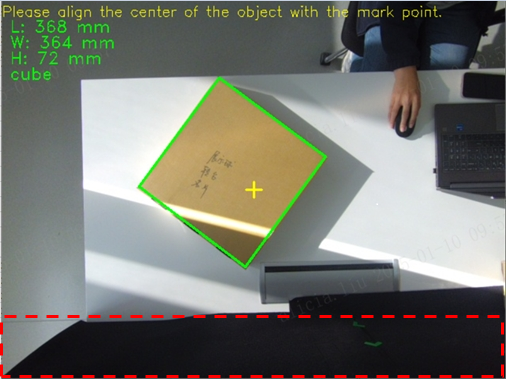 Please align the center of the object with the mark point.
L: 368 mm
W: 364 mm
H: 72 mm
cube